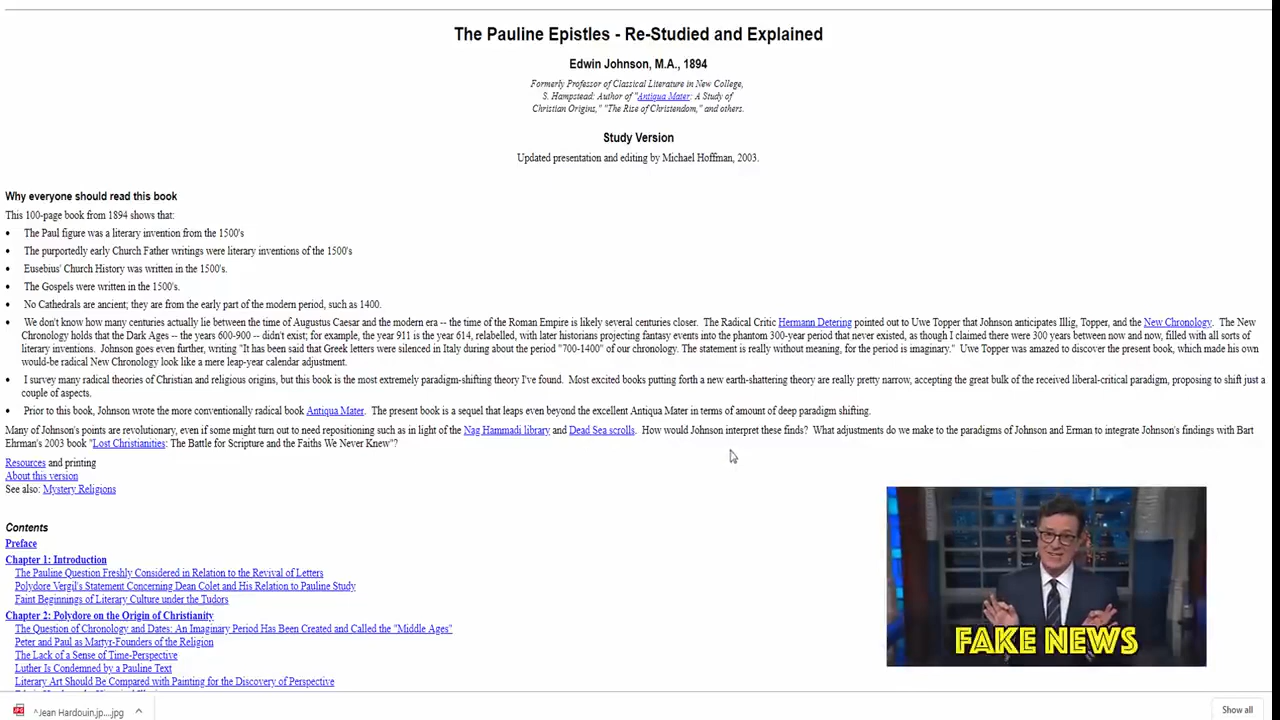 The Pauline Epistles - Re-Studied and Explained
Edwin Johnson, M.A., 1894
Formerly Professor of Classical Literature in New College,
S. Hampstead: Author of "Antiqua Mater: A Study of
Christian Origins," "The Rise of Christendom," and others.
Study Version
Updated presentation and editing by Michael Hoffman, 2003.
Why everyone should read this book
This 100-page book from 1894 shows that:
• The Paul figure was a literary invention from the 1500's
• The purportedly early Church Father writings were literary inventions of the 1500's
• Eusebius' Church History was written in the 1500's.
• The Gospels were written in the 1500's.
• No Cathedrals are ancient; they are from the early part of the modern period, such as 1400.
• We don't know how many centuries actually lie between the time of Augustus Caesar and the modern era -- the time of the Roman Empire is likely several centuries closer. The Radical Critic Hermann Detering pointed out to Uwe Topper that Johnson anticipates Illig, Topper, and the New Chronology. The New
Chronology holds that the Dark Ages -- the years 600-900 -- didn't exist; for example, the year 911 is the year 614, relabelled, with later historians projecting fantasy events into the phantom 300-year period that never existed, as though I claimed there were 300 years between now and now, filled with all sorts of
literary inventions. Johnson goes even further, writing "It has been said that Greek letters were silenced in Italy during about the period "700-1400" of our chronology. The statement is really without meaning, for the period is imaginary." Uwe Topper was amazed to discover the present book, which made his own
would-be radical New Chronology look like a mere leap-year calendar adjustment.
• I survey many radical theories of Christian and religious origins, but this book is the most extremely paradigm-shifting theory I've found. Most excited books putting forth a new earth-shattering theory are really pretty narrow, accepting the great bulk of the received liberal-critical paradigm, proposing to shift just a
couple of aspects.
• Prior to this book, Johnson wrote the more conventionally radical book Antiqua Mater. The present book is a sequel that leaps even beyond the excellent Antiqua Mater in terms of amount of deep paradigm shifting.
Many of Johnson's points are revolutionary, even if some might turn out to need repositioning such as in light of the Nag Hammadi library and Dead Sea scrolls. How would Johnson interpret these finds? What adjustments do we make to the paradigms of Johnson and Erman to integrate Johnson's findings with Bart
Ehrman's 2003 book "Lost Christianities: The Battle for Scripture and the Faiths We Never Knew"?
Resources and printing
About this version
See also: Mystery Religions
Contents
Preface
Chapter 1: Introduction
The Pauline Question Freshly Considered in Relation to the Revival of Letters
Polydore Vergil's Statement Concerning Dean Colet and His Relation to Pauline Study
Faint Beginnings of Literary Culture under the Tudors
Chapter 2: Polydore on the Origin of Christianity
The Question of Chronology and Dates: An Imaginary Period Has Been Created and Called the "Middle Ages"
Peter and Paul as Martyr-Founders of the Religion
The Lack of a Sense of Time-Perspective
Luther Is Condemned by a Pauline Text
Literary Art Should Be Compared with Painting for the Discovery of Perspective
FAKE NEWS
^Jean Hardouin.jp....jpg
Show all